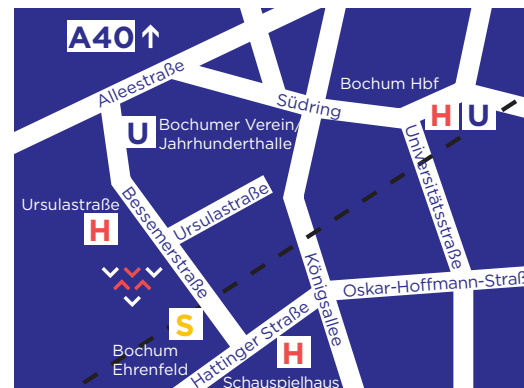 A40
Alleestraße
Südring
Bochum Hbf
H U
U Bochumer Verein/
Jahrhunderthalle
Universitätsstraße
Ursulastraße
H
Bessemerstraße
Ursulastraße
Königsallee
Oskar-Hoffmann-Straß
S
Bochum
Ehrenfeld
Hattinger Straße
H
Schauspielhaus